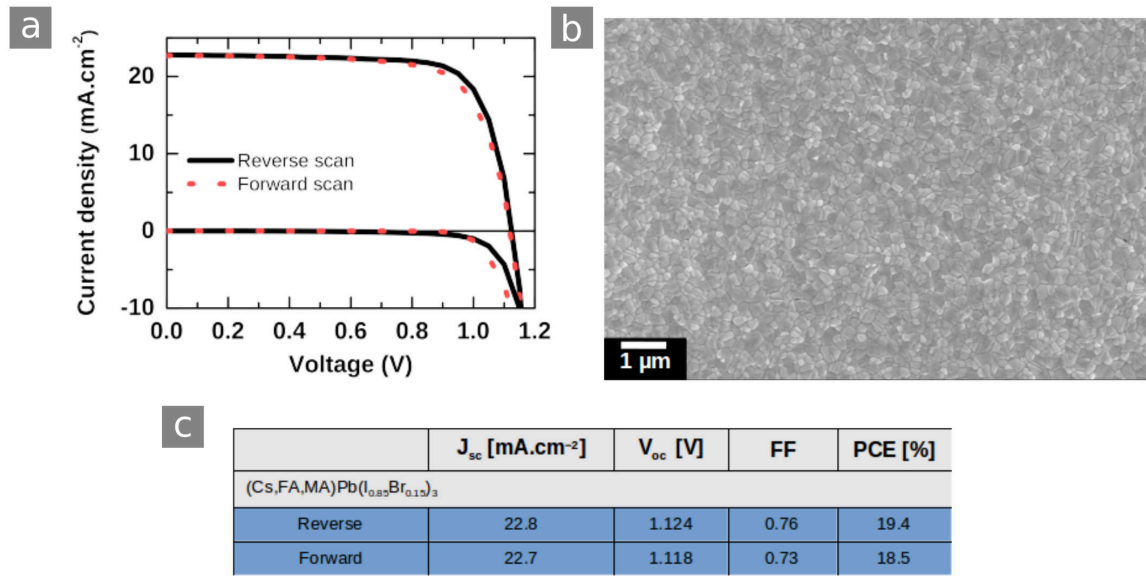 a
Current density (mA.cm⁻²)
20
10
0
-10
Reverse scan
Forward scan
0.0 0.2 0.4 0.6 0.8 1.0 1.2
Voltage (V)
b
1 µm
c
Jsc [mA.cm⁻²] Voc [V] FF PCE [%]
(Cs,FA,MA)Pb(I₀.₈₅Br₀.₁₅)₃
Reverse 22.8 1.124 0.76 19.4
Forward 22.7 1.118 0.73 18.5